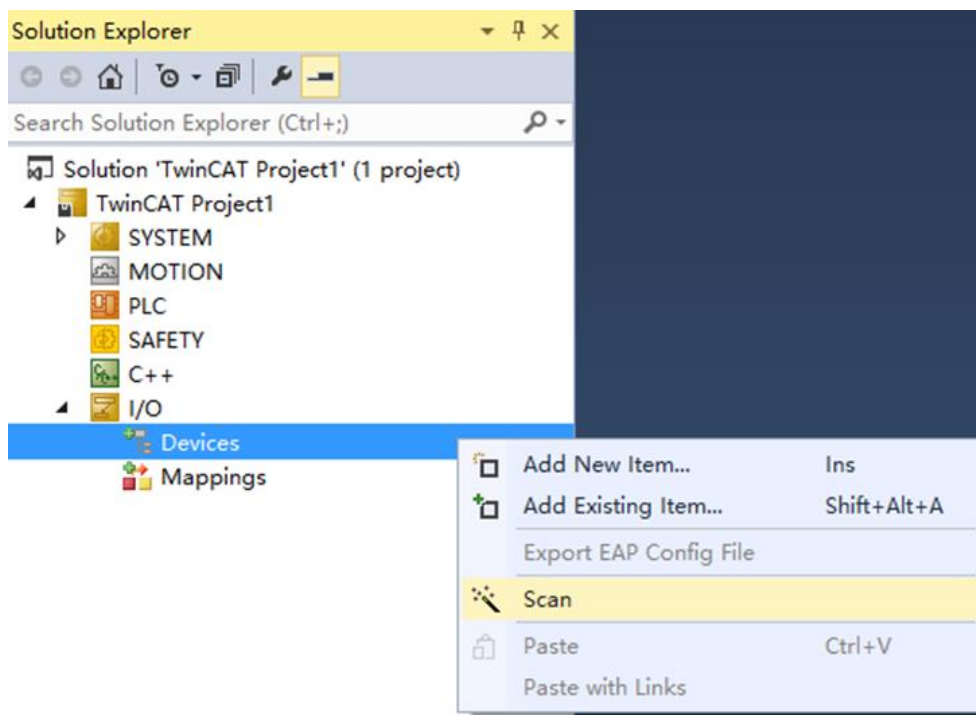 Solution Explorer
Search Solution Explorer (Ctrl+;)
Solution 'TwinCAT Project1' (1 project)
TwinCAT Project1
SYSTEM
MOTION
PLC
SAFETY
C++
I/O
Devices
Mappings
Add New Item... Ins
Add Existing Item... Shift+Alt+A
Export EAP Config File
Scan
Paste Ctrl+V
Paste with Links